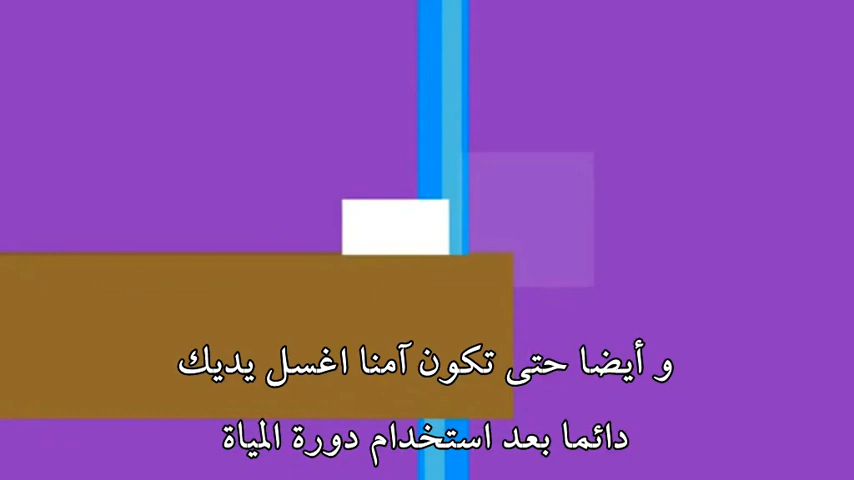 و أيضا حتى تكون آمنا اغسل يديك
دائما بعد استخدام دورة المياة